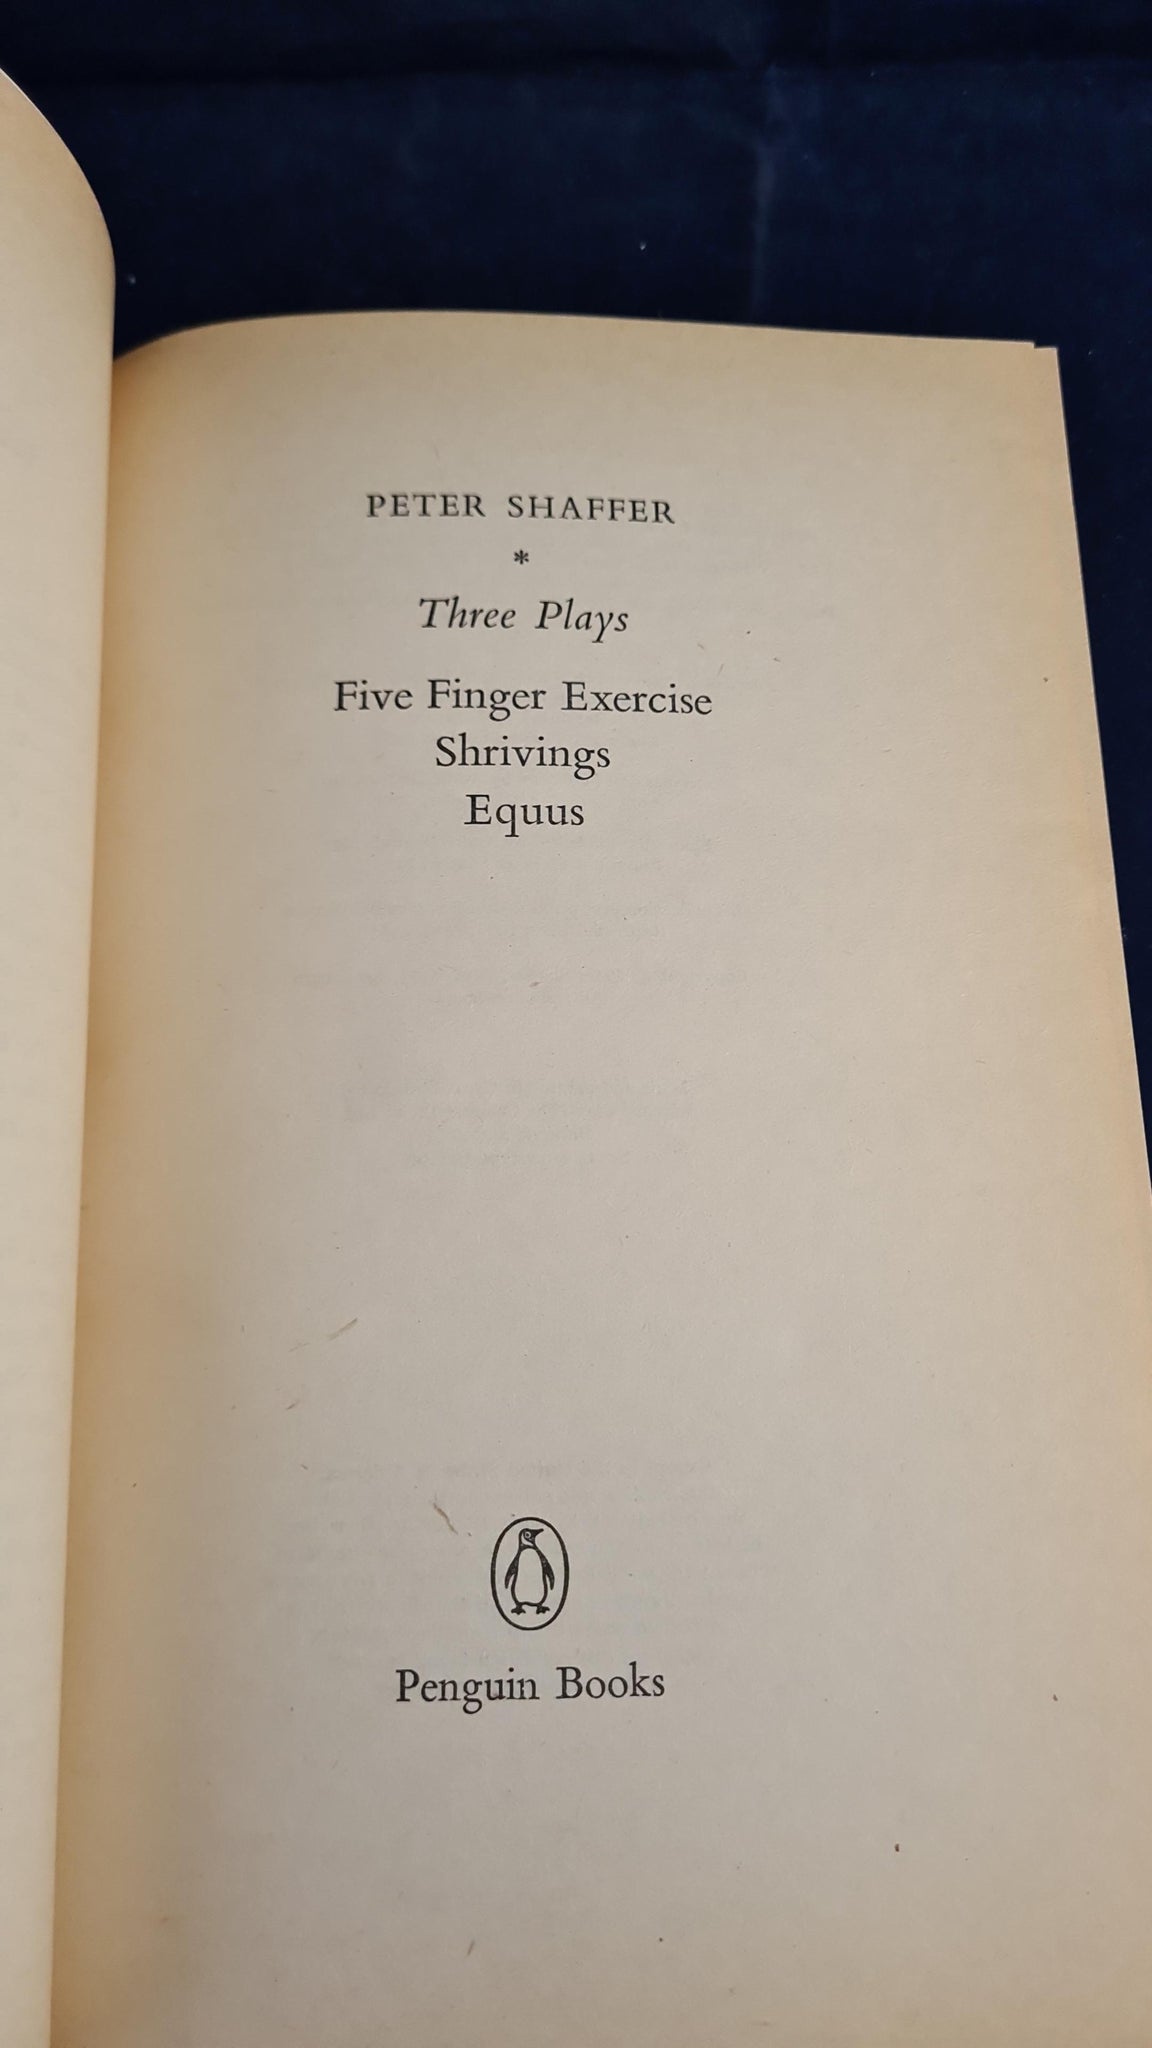 PETER SHAFFER
*
Three Plays
Five Finger Exercise
Shrivings
Equus
Penguin Books